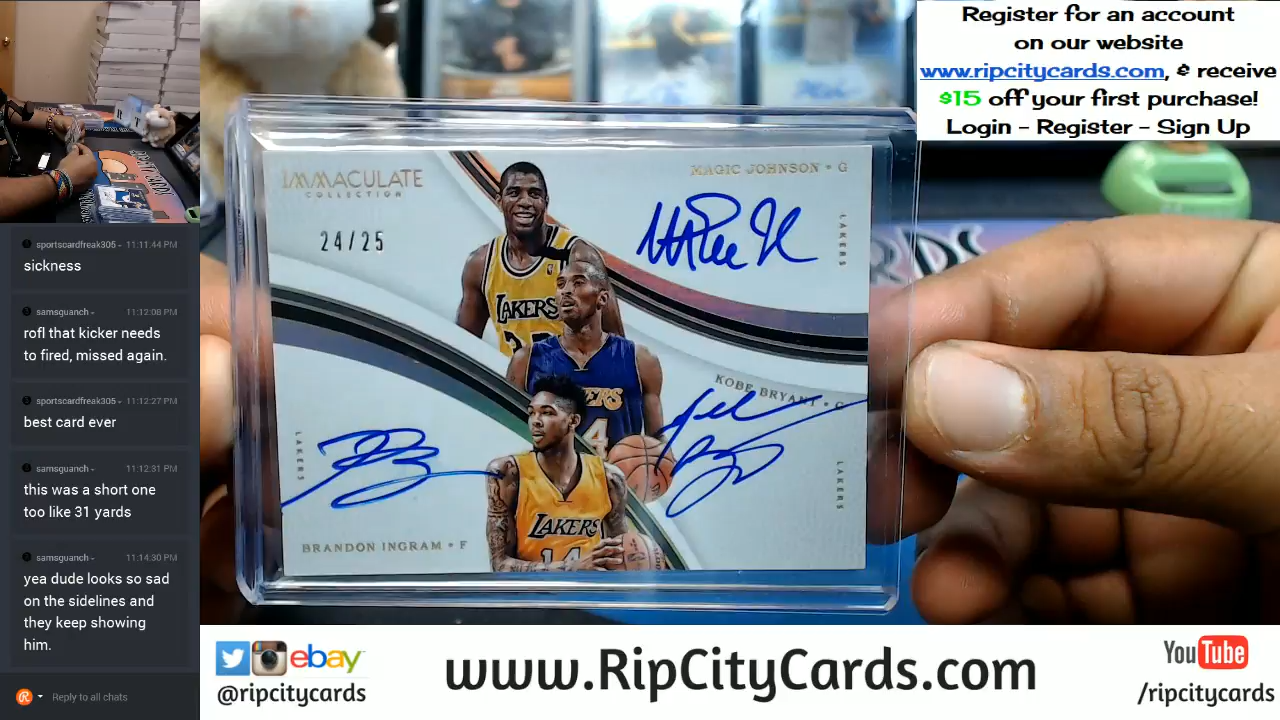 Register for an account
on our website
www.ripcitycards.com, & receive
$15 off your first purchase!
Login - Register - Sign Up
sportscardfreak305 - 11:11:44 PM
sickness
samsguanch - 11:12:08 PM
rofl that kicker needs
to fired, missed again.
sportscardfreak305 - 11:12:27 PM
best card ever
samsguanch - 11:12:31 PM
this was a short one
too like 31 yards
samsguanch - 11:14:30 PM
yea dude looks so sad
on the sidelines and
they keep showing
him.
Reply to all chats
IMMACULATE
COLLECTION
24/25
MAGIC JOHNSON • G
LAKERS
LAKERS
KOBE BRYANT • G
LAKERS
LAKERS
LAKERS
14
BRANDON INGRAM • F
RDS
ebay
@ripcitycards
www.RipCityCards.com
YouTube
/ripcitycards